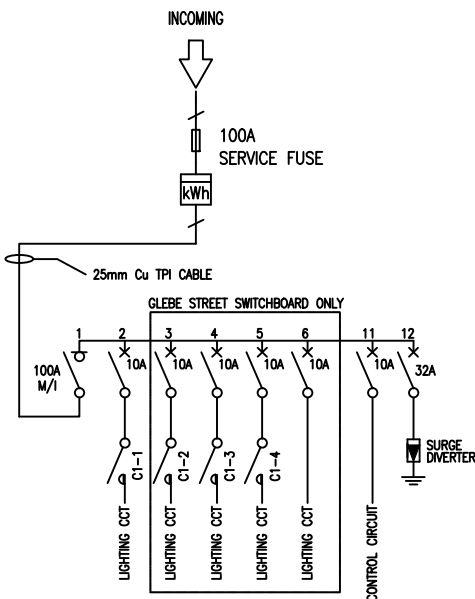 INCOMING
100A
SERVICE FUSE
kWh
25mm Cu TPI CABLE
GLEBE STREET SWITCHBOARD ONLY
1 2 3 4 5 6 11 12
100A
M/I
10A 10A 10A 10A 10A 10A 32A
C1-1 C1-2 C1-3 C1-4
SURGE
DIVERTER
LIGHTING CCT LIGHTING CCT LIGHTING CCT LIGHTING CCT LIGHTING CCT CONTROL CIRCUIT